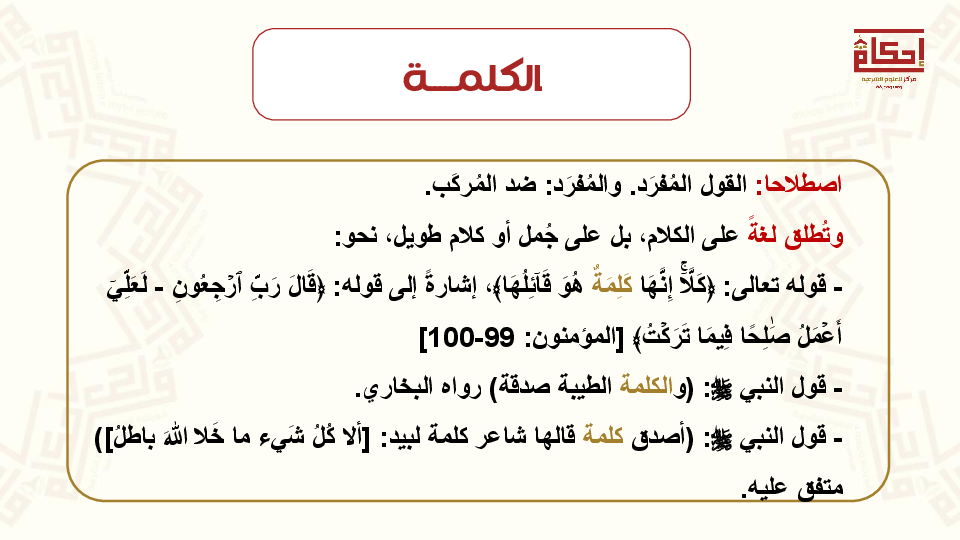 إحكام
مركز للعلوم الشرعية
الكلمـــة
اصطلاحا: القول المُفرَد. والمُفرَد: ضد المُركَب.
وتُطلق لغةً على الكلام، بل على جُمل أو كلام طويل، نحو:
- قوله تعالى: ﴿كَلَّآۚ إِنَّهَا كَلِمَةٌ هُوَ قَآئِلُهَا﴾، إشارةً إلى قوله: ﴿قَالَ رَبِّ ٱرۡجِعُونِ - لَعَلِّيٓ
أَعۡمَلُ صَٰلِحًا فِيمَا تَرَكۡتُ﴾ [المؤمنون: 99-100]
- قول النبي ﷺ: (والكلمة الطيبة صدقة) رواه البخاري.
- قول النبي ﷺ: (أصدق كلمة قالها شاعر كلمة لبيد: [ألا كُلُ شَيء ما خَلا اللهَ باطلُ])
متفق عليه.